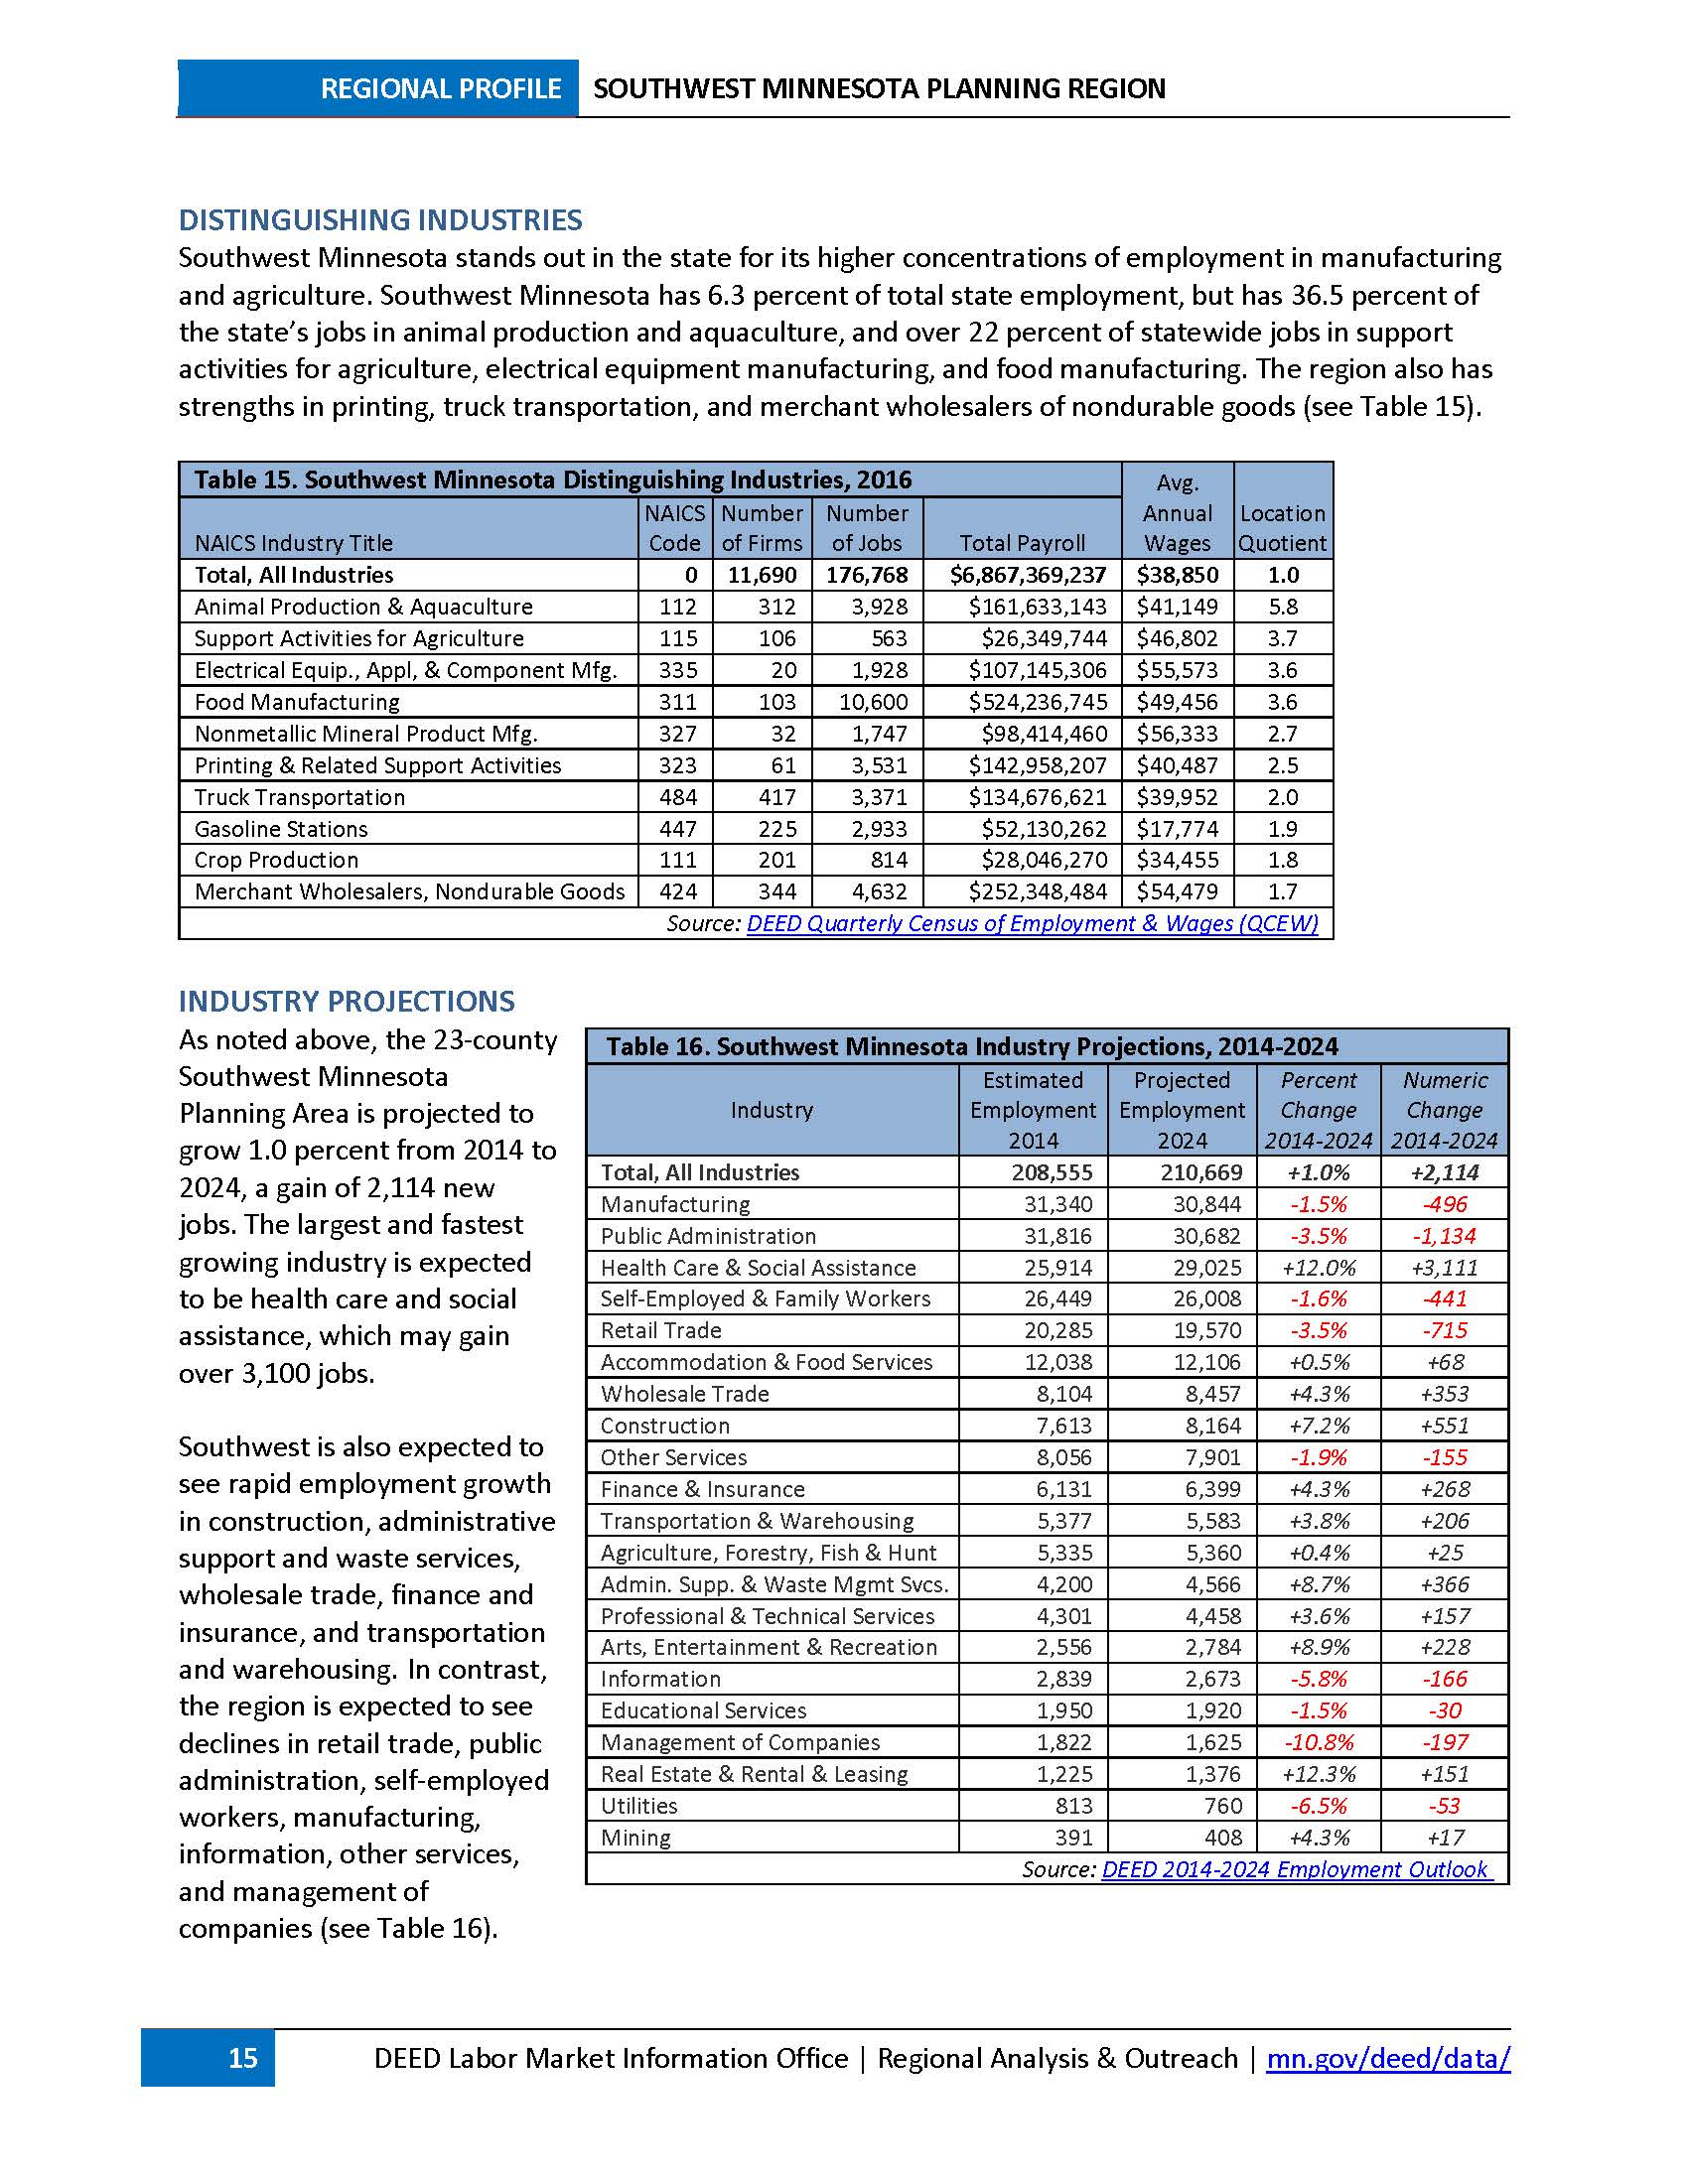 REGIONAL PROFILE SOUTHWEST MINNESOTA PLANNING REGION
DISTINGUISHING INDUSTRIES
Southwest Minnesota stands out in the state for its higher concentrations of employment in manufacturing
and agriculture. Southwest Minnesota has 6.3 percent of total state employment, but has 36.5 percent of
the state’s jobs in animal production and aquaculture, and over 22 percent of statewide jobs in support
activities for agriculture, electrical equipment manufacturing, and food manufacturing. The region also has
strengths in printing, truck transportation, and merchant wholesalers of nondurable goods (see Table 15).
Table 15. Southwest Minnesota Distinguishing Industries, 2016
NAICS Industry Title NAICS Code Number of Firms Number of Jobs Total Payroll Avg. Annual Wages Location Quotient
Total, All Industries 0 11,690 176,768 $6,867,369,237 $38,850 1.0
Animal Production & Aquaculture 112 312 3,928 $161,633,143 $41,149 5.8
Support Activities for Agriculture 115 106 563 $26,349,744 $46,802 3.7
Electrical Equip., Appl, & Component Mfg. 335 20 1,928 $107,145,306 $55,573 3.6
Food Manufacturing 311 103 10,600 $524,236,745 $49,456 3.6
Nonmetallic Mineral Product Mfg. 327 32 1,747 $98,414,460 $56,333 2.7
Printing & Related Support Activities 323 61 3,531 $142,958,207 $40,487 2.5
Truck Transportation 484 417 3,371 $134,676,621 $39,952 2.0
Gasoline Stations 447 225 2,933 $52,130,262 $17,774 1.9
Crop Production 111 201 814 $28,046,270 $34,455 1.8
Merchant Wholesalers, Nondurable Goods 424 344 4,632 $252,348,484 $54,479 1.7
Source: DEED Quarterly Census of Employment & Wages (QCEW)
INDUSTRY PROJECTIONS
As noted above, the 23-county
Southwest Minnesota
Planning Area is projected to
grow 1.0 percent from 2014 to
2024, a gain of 2,114 new
jobs. The largest and fastest
growing industry is expected
to be health care and social
assistance, which may gain
over 3,100 jobs.
Southwest is also expected to
see rapid employment growth
in construction, administrative
support and waste services,
wholesale trade, finance and
insurance, and transportation
and warehousing. In contrast,
the region is expected to see
declines in retail trade, public
administration, self-employed
workers, manufacturing,
information, other services,
and management of
companies (see Table 16).
Table 16. Southwest Minnesota Industry Projections, 2014-2024
Industry Estimated Employment 2014 Projected Employment 2024 Percent Change 2014-2024 Numeric Change 2014-2024
Total, All Industries 208,555 210,669 +1.0% +2,114
Manufacturing 31,340 30,844 -1.5% -496
Public Administration 31,816 30,682 -3.5% -1,134
Health Care & Social Assistance 25,914 29,025 +12.0% +3,111
Self-Employed & Family Workers 26,449 26,008 -1.6% -441
Retail Trade 20,285 19,570 -3.5% -715
Accommodation & Food Services 12,038 12,106 +0.5% +68
Wholesale Trade 8,104 8,457 +4.3% +353
Construction 7,613 8,164 +7.2% +551
Other Services 8,056 7,901 -1.9% -155
Finance & Insurance 6,131 6,399 +4.3% +268
Transportation & Warehousing 5,377 5,583 +3.8% +206
Agriculture, Forestry, Fish & Hunt 5,335 5,360 +0.4% +25
Admin. Supp. & Waste Mgmt Svcs. 4,200 4,566 +8.7% +366
Professional & Technical Services 4,301 4,458 +3.6% +157
Arts, Entertainment & Recreation 2,556 2,784 +8.9% +228
Information 2,839 2,673 -5.8% -166
Educational Services 1,950 1,920 -1.5% -30
Management of Companies 1,822 1,625 -10.8% -197
Real Estate & Rental & Leasing 1,225 1,376 +12.3% +151
Utilities 813 760 -6.5% -53
Mining 391 408 +4.3% +17
Source: DEED 2014-2024 Employment Outlook
15 DEED Labor Market Information Office | Regional Analysis & Outreach | mn.gov/deed/data/